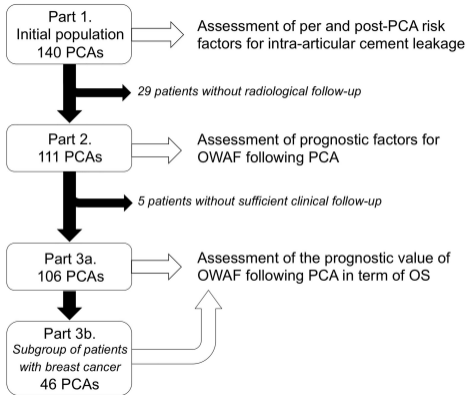 Part 1.
Initial population
140 PCAs
Assessment of per and post-PCA risk
factors for intra-articular cement leakage
29 patients without radiological follow-up
Part 2.
111 PCAs
Assessment of prognostic factors for
OWAF following PCA
5 patients without sufficient clinical follow-up
Part 3a.
106 PCAs
Assessment of the prognostic value of
OWAF following PCA in term of OS
Part 3b.
Subgroup of patients
with breast cancer
46 PCAs